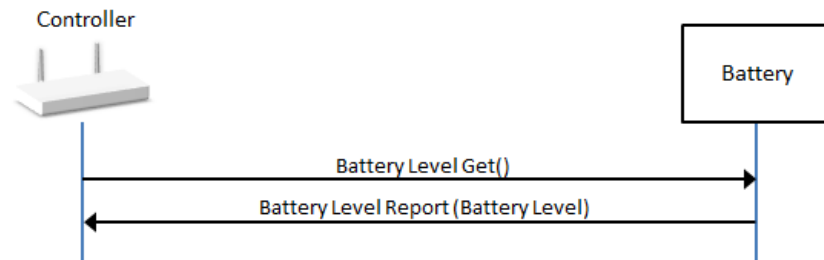 Controller
Battery
Battery Level Get()
Battery Level Report (Battery Level)